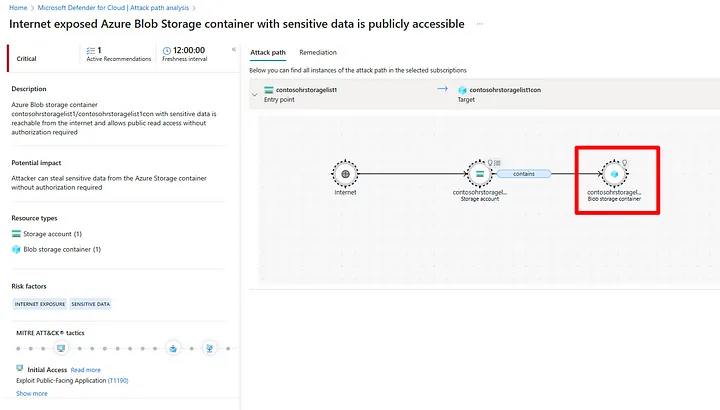 Home > Microsoft Defender for Cloud | Attack path analysis >
Internet exposed Azure Blob Storage container with sensitive data is publicly accessible ...
Critical
1
Active Recommendations
12:00:00
Freshness interval
«
Description
Azure Blob storage container
contosohrstoragelist1/contosohrstoragelist1con with sensitive data is
reachable from the internet and allows public read access without
authorization required
Potential impact
Attacker can steal sensitive data from the Azure Storage container
without authorization required
Resource types
Storage account (1)
Blob storage container (1)
Risk factors
INTERNET EXPOSURE SENSITIVE DATA
MITRE ATT&CK® tactics
Initial Access Read more
Exploit Public-Facing Application (T1190)
Show more
Attack path Remediation
Below you can find all instances of the attack path in the selected subscriptions
contosohrstoragelist1
Entry point
contosohrstoragelist1con
Target
Internet
contosohrstoragel...
Storage account
contains
contosohrstoragel...
Blob storage container